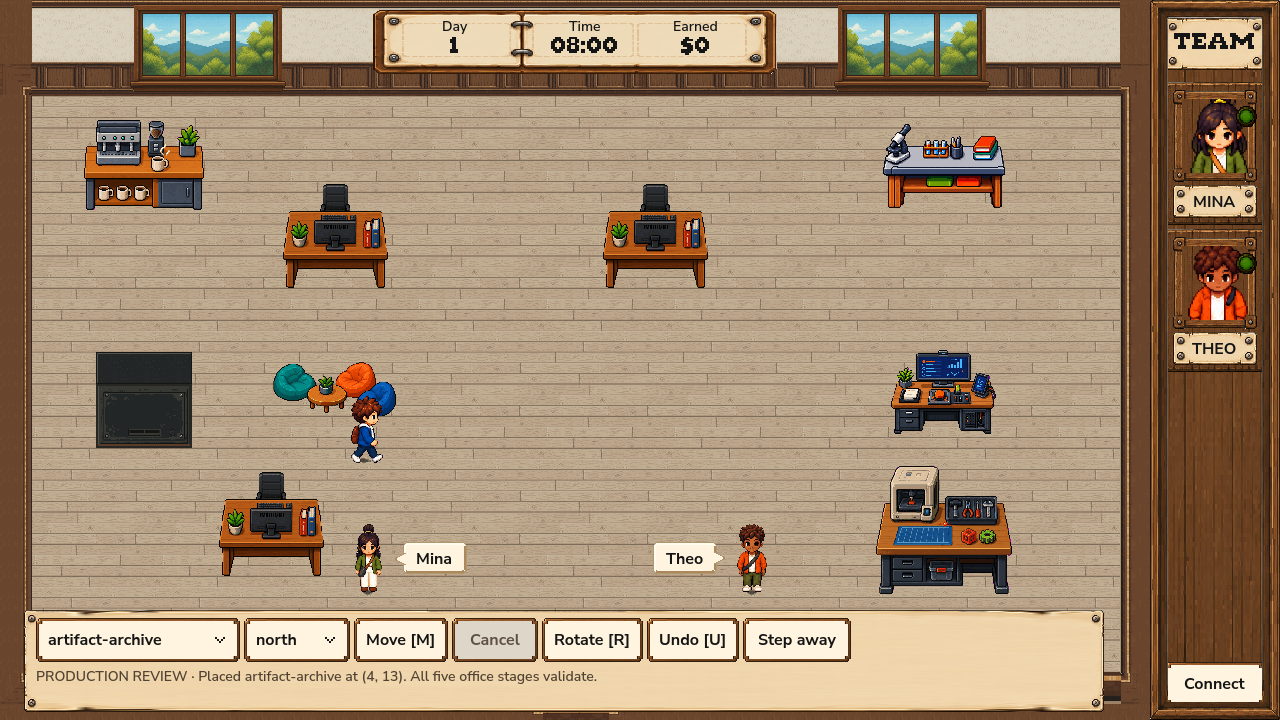 Day
1
Time
08:00
Earned
$0
TEAM
MINA
THEO
Mina
Theo
artifact-archive
north
Move [M]
Cancel
Rotate [R]
Undo [U]
Step away
PRODUCTION REVIEW · Placed artifact-archive at (4, 13). All five office stages validate.
Connect